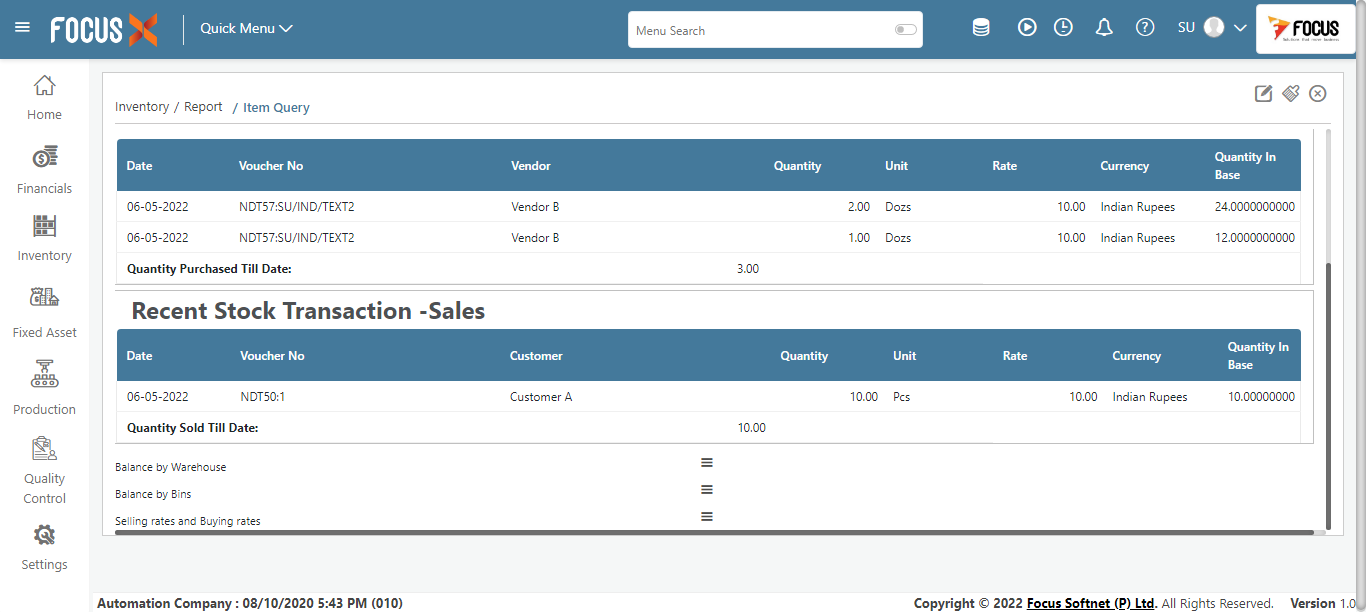 FOCUS X
Quick Menu
Menu Search
SU
FOCUS
Home
Financials
Inventory
Fixed Asset
Production
Quality
Control
Settings
Inventory / Report / Item Query
Date Voucher No Vendor Quantity Unit Rate Currency Quantity In Base
06-05-2022 NDT57:SU/IND/TEXT2 Vendor B 2.00 Dozs 10.00 Indian Rupees 24.0000000000
06-05-2022 NDT57:SU/IND/TEXT2 Vendor B 1.00 Dozs 10.00 Indian Rupees 12.0000000000
Quantity Purchased Till Date: 3.00
Recent Stock Transaction -Sales
Date Voucher No Customer Quantity Unit Rate Currency Quantity In Base
06-05-2022 NDT50:1 Customer A 10.00 Pcs 10.00 Indian Rupees 10.00000000
Quantity Sold Till Date: 10.00
Balance by Warehouse
Balance by Bins
Selling rates and Buying rates
Automation Company : 08/10/2020 5:43 PM (010)
Copyright © 2022 Focus Softnet (P) Ltd. All Rights Reserved. Version 1.0